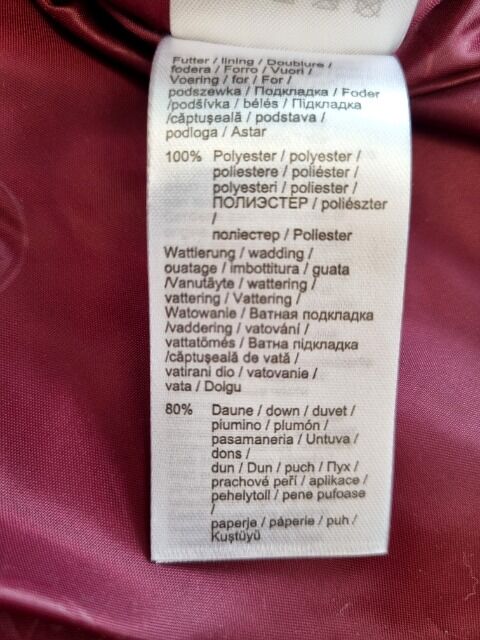 Futter / lining / Doublure /
fodera / Forro / Vuori /
Voering / for / For /
podszewka / Подкладка / Foder
/podšívka / bélés / Підкладка
/căptuşeală / podstava /
podloga / Astar
100% Polyester / polyester /
poliestere / poliéster /
polyesteri / poliester /
ПОЛИЭСТЕР / poliészter
/
поліестер / Poliester
Wattierung / wadding /
ouatage / imbottitura / guata
/Vanutäyte / wattering /
vattering / Vattering /
Watowanie / Ватная подкладка
/vaddering / vatování /
vattatömés / Ватна підкладка
/căptuşeală de vată /
vatirani dio / vatovanie /
vata / Dolgu
80% Daune / down / duvet /
piumino / plumón /
pasamaneria / Untuva /
dons /
dun / Dun / puch / Пух /
prachové peří / aplikace /
pehelytoll / pene pufoase
/
paperje / páperie / puh /
Kuştüyü